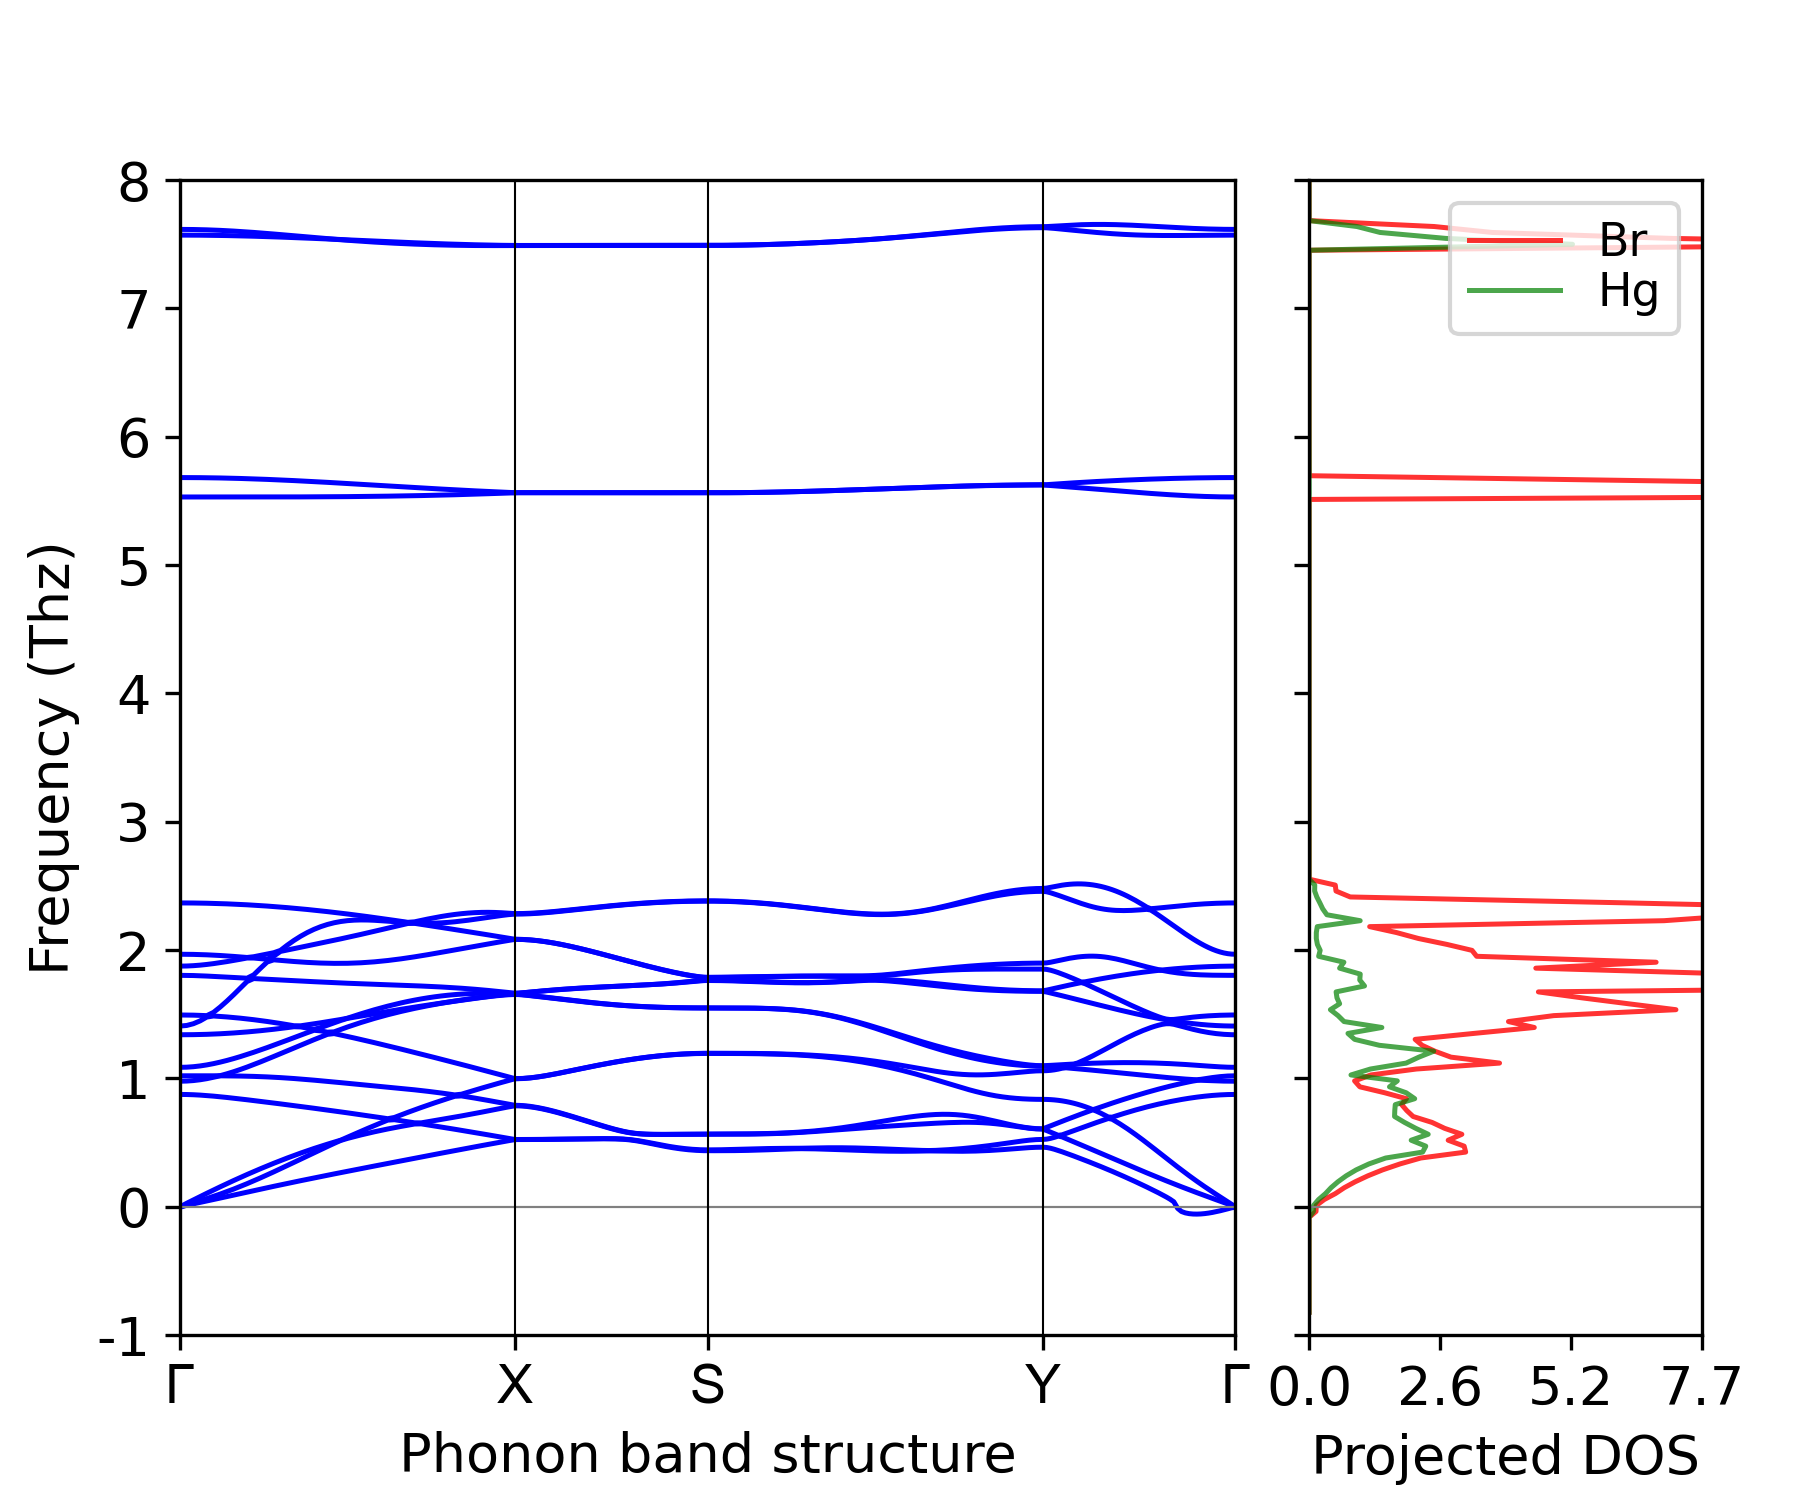 8
7
6
5
4
3
2
1
0
-1
Frequency (Thz)
Γ X S Y Γ
Phonon band structure
Br
Hg
0.0 2.6 5.2 7.7
Projected DOS